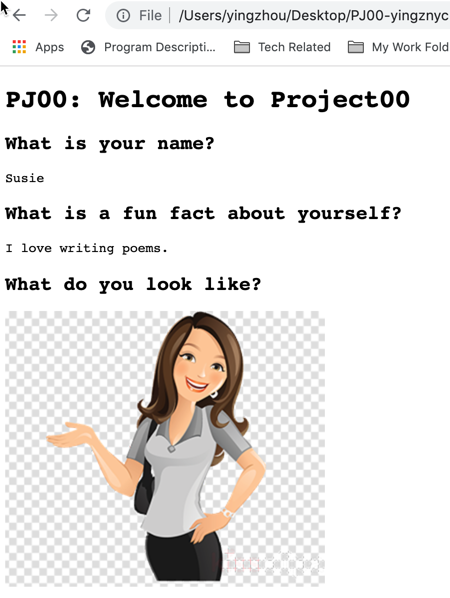 File | /Users/yingzhou/Desktop/PJ00-yingznyc
Apps Program Descripti... Tech Related My Work Fold
PJ00: Welcome to Project00
What is your name?
Susie
What is a fun fact about yourself?
I love writing poems.
What do you look like?